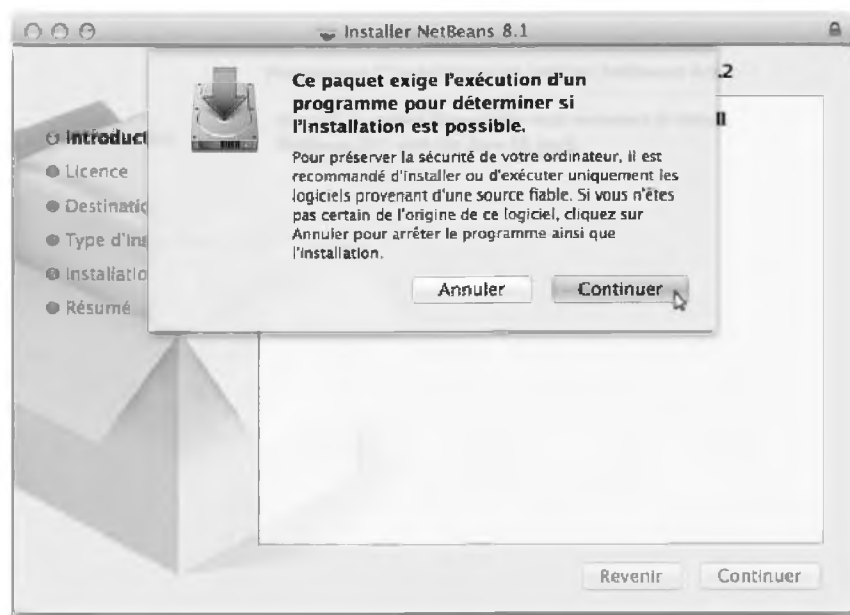 Installer NetBeans 8.1
.2
Ce paquet exige l'exécution d'un
programme pour déterminer si
l'installation est possible.
Pour préserver la sécurité de votre ordinateur, il est
recommandé d'installer ou d'exécuter uniquement les
logiciels provenant d'une source fiable. Si vous n'êtes
pas certain de l'origine de ce logiciel, cliquez sur
Annuler pour arrêter le programme ainsi que
l'installation.
Annuler Continuer
Introduct
Licence
Destinatio
Type d'ins
Installatio
Résumé
Revenir Continuer